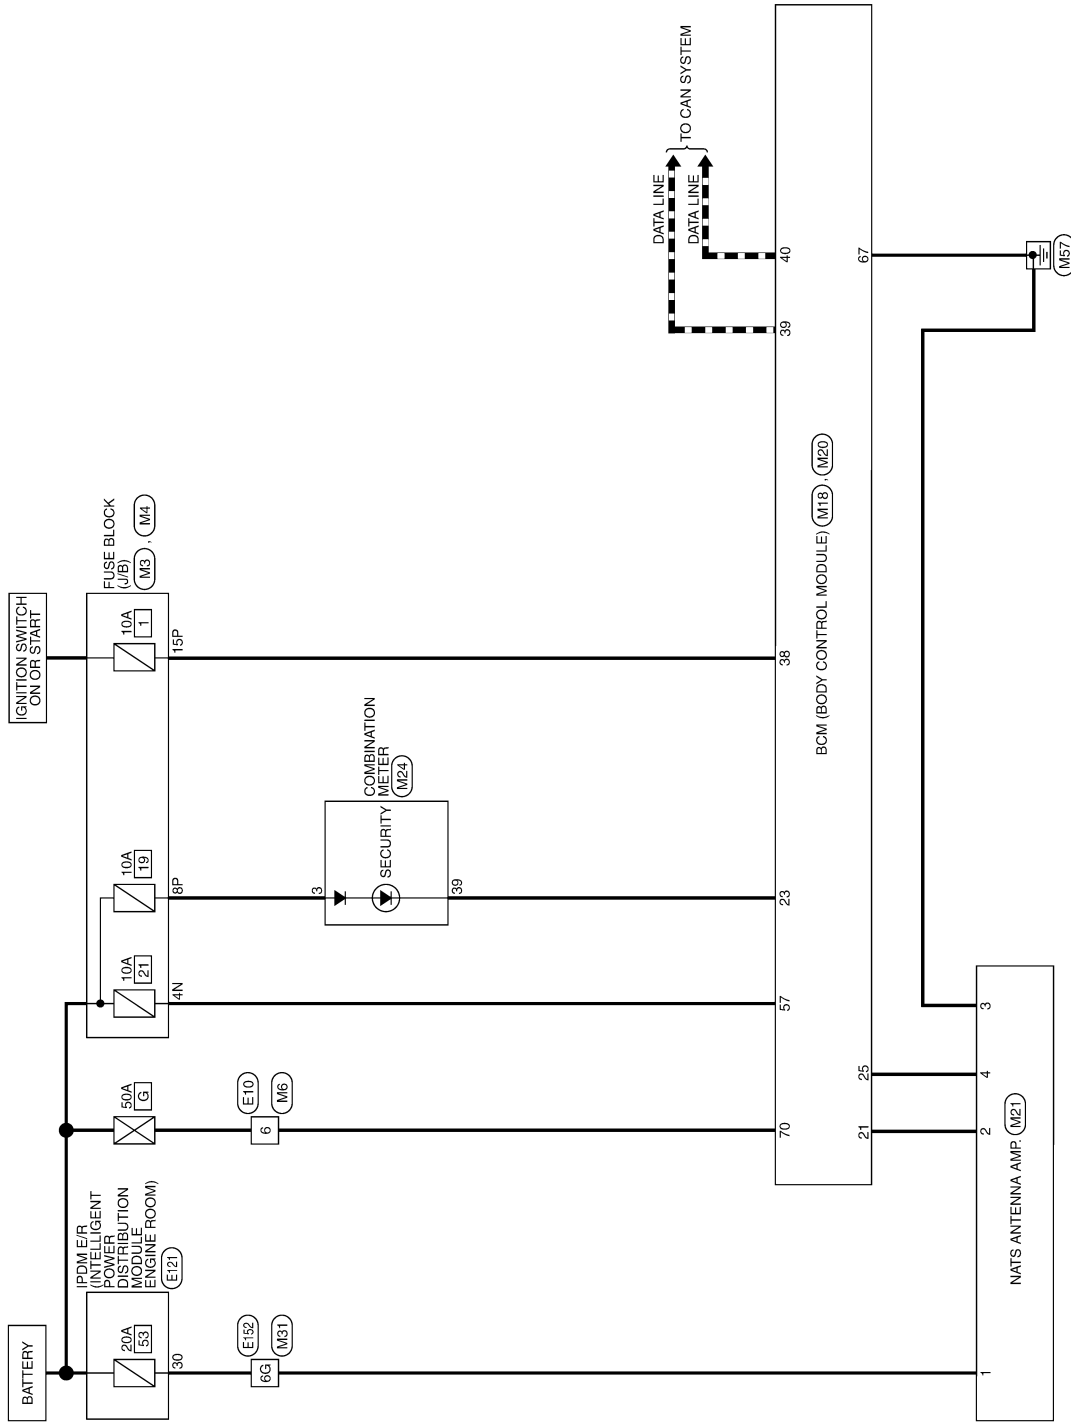 BATTERY
IPDM E/R
(INTELLIGENT
POWER
DISTRIBUTION
MODULE
ENGINE ROOM)
E121
20A
53
30
E152
6G
M31
50A
G
E10
6
M6
IGNITION SWITCH
ON OR START
FUSE BLOCK
(J/B)
M3 , M4
10A
21
4N
10A
19
8P
10A
1
15P
COMBINATION
METER
M24
3
SECURITY
39
DATA LINE
DATA LINE
TO CAN SYSTEM
70
57
23
38
39
40
BCM (BODY CONTROL MODULE) M18 , M20
21
25
67
1
2
4
3
NATS ANTENNA AMP. M21
M57